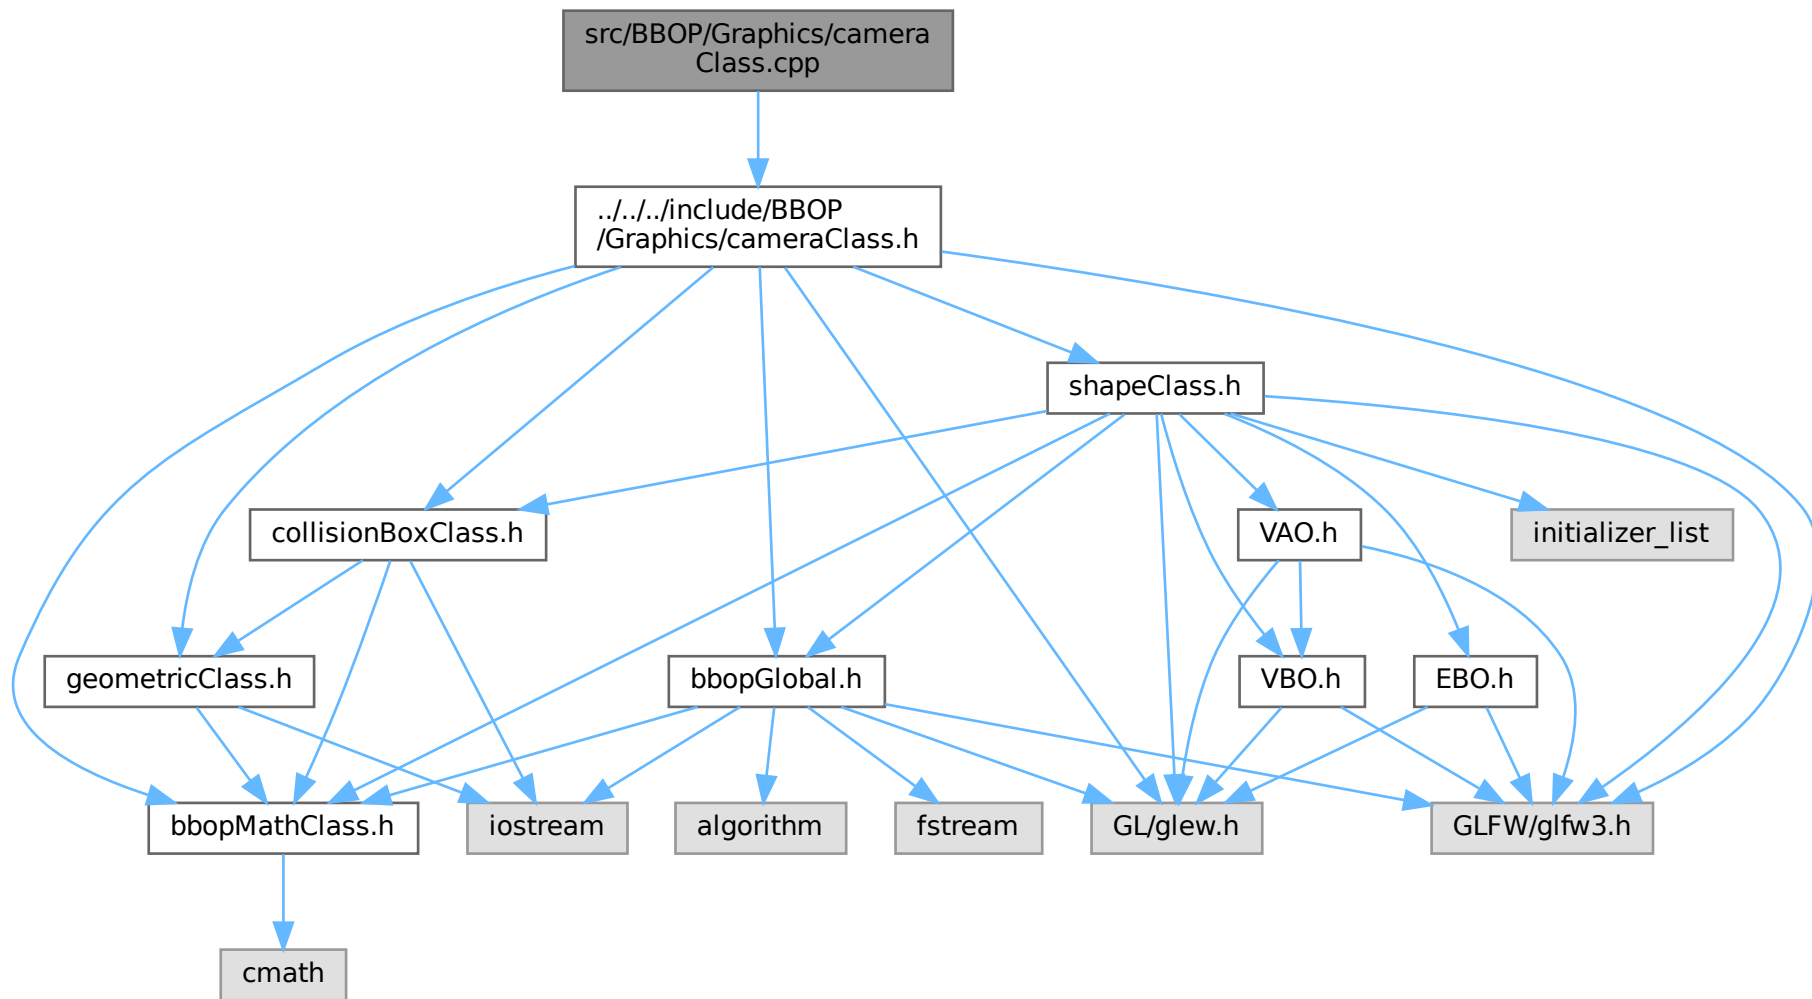 src/BBOP/Graphics/camera
Class.cpp
../../../include/BBOP
/Graphics/cameraClass.h
shapeClass.h
collisionBoxClass.h
VAO.h
initializer_list
geometricClass.h
bbopGlobal.h
VBO.h
EBO.h
bbopMathClass.h
iostream
algorithm
fstream
GL/glew.h
GLFW/glfw3.h
cmath